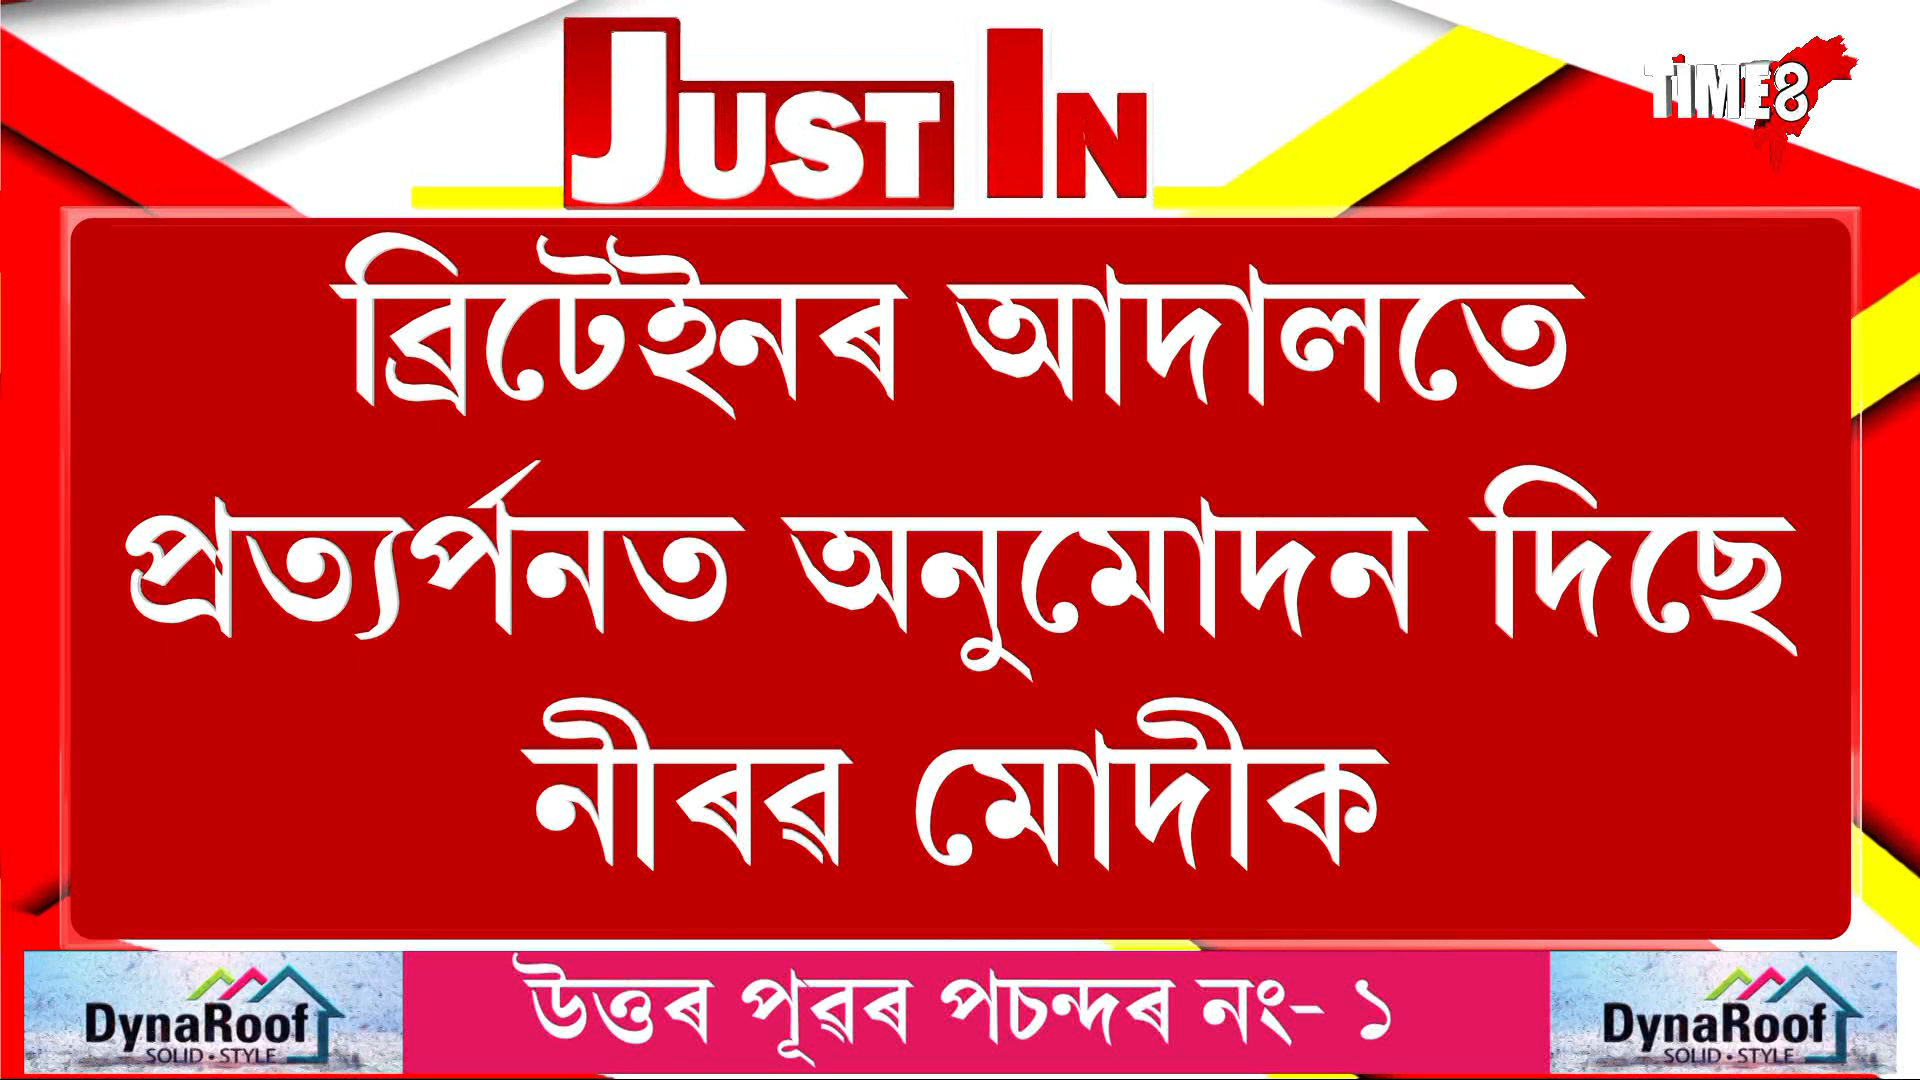 JUST IN
TIME8
ব্রিটেইনৰ আদালতে
প্ৰত্যৰ্পনত অনুমোদন দিছে
নীৰৱ মোদীক
DynaRoof
SOLID • STYLE
উত্তৰ পূৱৰ পচন্দৰ নং- ১
DynaRoof
SOLID • STYLE